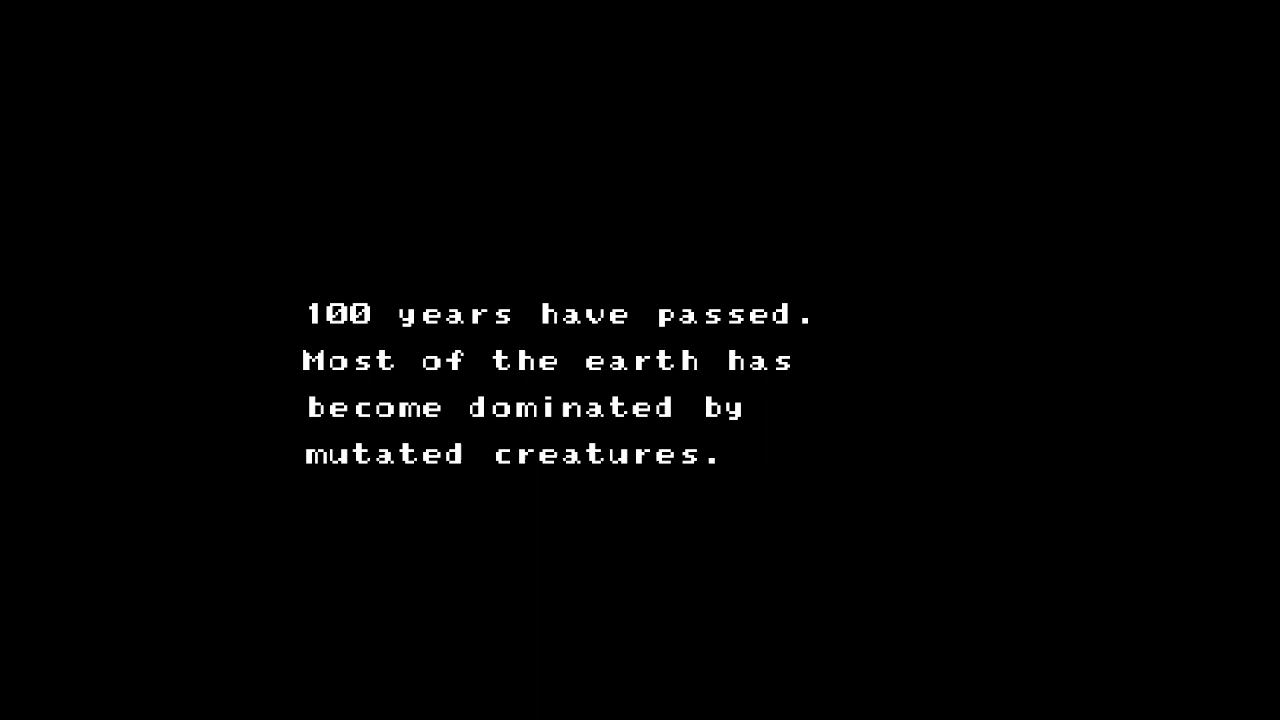 100 years have passed.
Most of the earth has
become dominated by
mutated creatures.